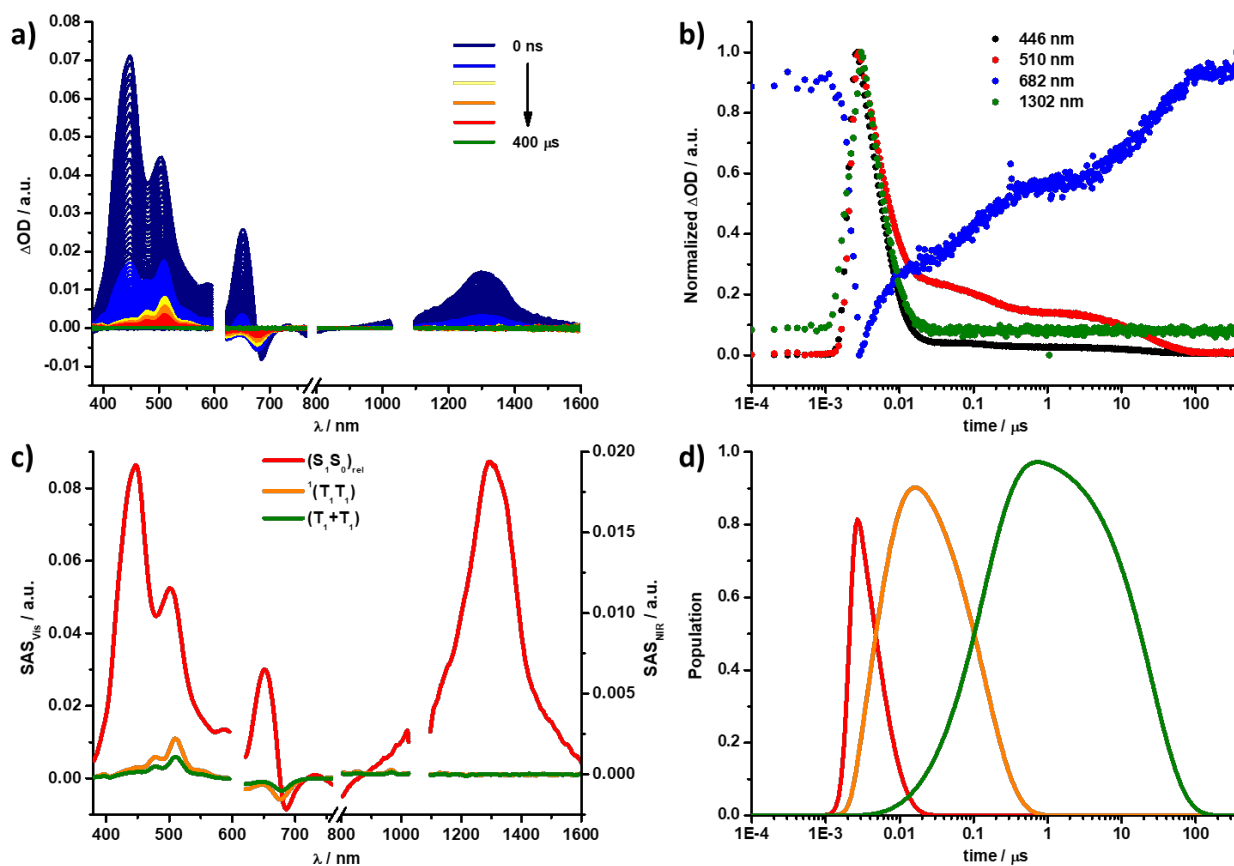 a)
0.08
0.07
0.06
0.05
0.04
0.03
0.02
0.01
0.00
-0.01
ΔOD / a.u.
0 ns
400 μs
400 500 600 700 800 1000 1200 1400 1600
λ / nm
b)
1.0
0.8
0.6
0.4
0.2
0.0
Normalized ΔOD / a.u.
446 nm
510 nm
682 nm
1302 nm
1E-4 1E-3 0.01 0.1 1 10 100
time / μs
c)
0.08
0.06
0.04
0.02
0.00
SAS_Vis / a.u.
(S₁S₀)_rel
¹(T₁T₁)
(T₁+T₁)
0.020
0.015
0.010
0.005
0.000
SAS_NIR / a.u.
400 500 600 700 800 1000 1200 1400 1600
λ / nm
d)
1.0
0.8
0.6
0.4
0.2
0.0
Population
1E-4 1E-3 0.01 0.1 1 10 100
time / μs